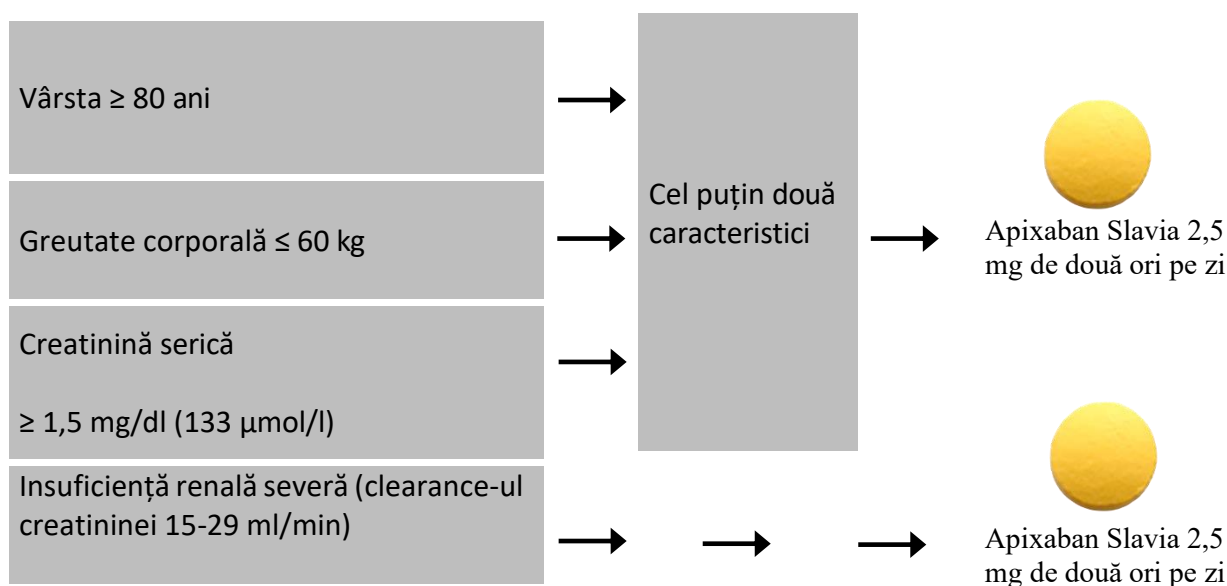 Vârsta ≥ 80 ani
Greutate corporală ≤ 60 kg
Creatinină serică
≥ 1,5 mg/dl (133 µmol/l)
Cel puțin două
caracteristici
Apixaban Slavia 2,5
mg de două ori pe zi
Insuficiență renală severă (clearance-ul
creatininei 15-29 ml/min)
Apixaban Slavia 2,5
mg de două ori pe zi